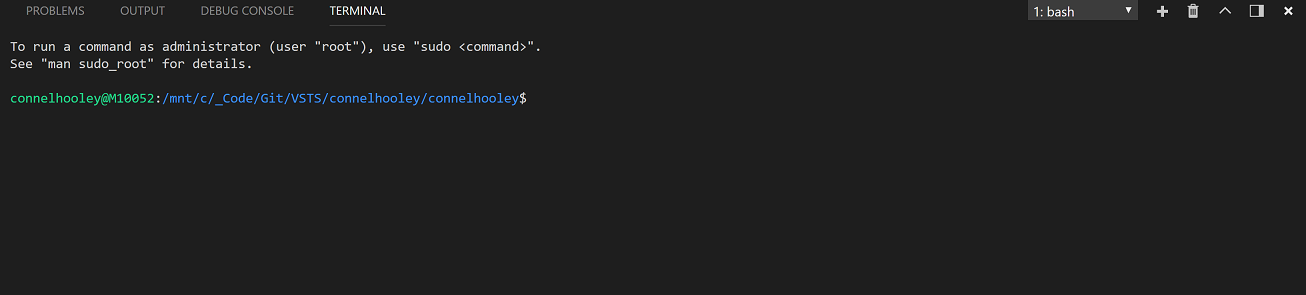 PROBLEMS OUTPUT DEBUG CONSOLE TERMINAL 1: bash
To run a command as administrator (user "root"), use "sudo <command>".
See "man sudo_root" for details.
connelhooley@M10052:/mnt/c/_Code/Git/VSTS/connelhooley/connelhooley$